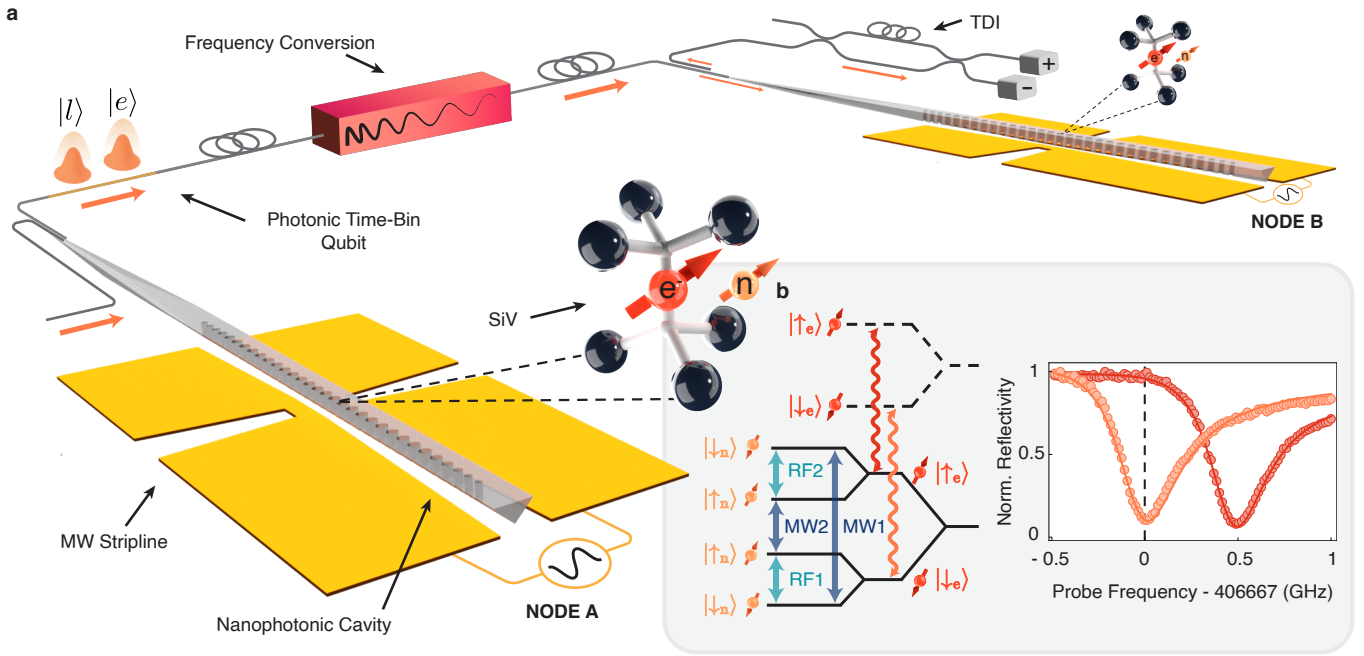 a
Frequency Conversion
TDI
+
−
e⁻
n
|l⟩
|e⟩
Photonic Time-Bin
Qubit
NODE B
SiV
e⁻
n
MW Stripline
Nanophotonic Cavity
NODE A
b
|↑ₑ⟩
|↓ₑ⟩
|↓ₙ⟩
RF2
|↑ₑ⟩
|↑ₙ⟩
MW2
MW1
|↑ₙ⟩
RF1
|↓ₑ⟩
|↓ₙ⟩
Norm. Reflectivity
1
0.5
0
- 0.5
0
0.5
1
Probe Frequency - 406667 (GHz)